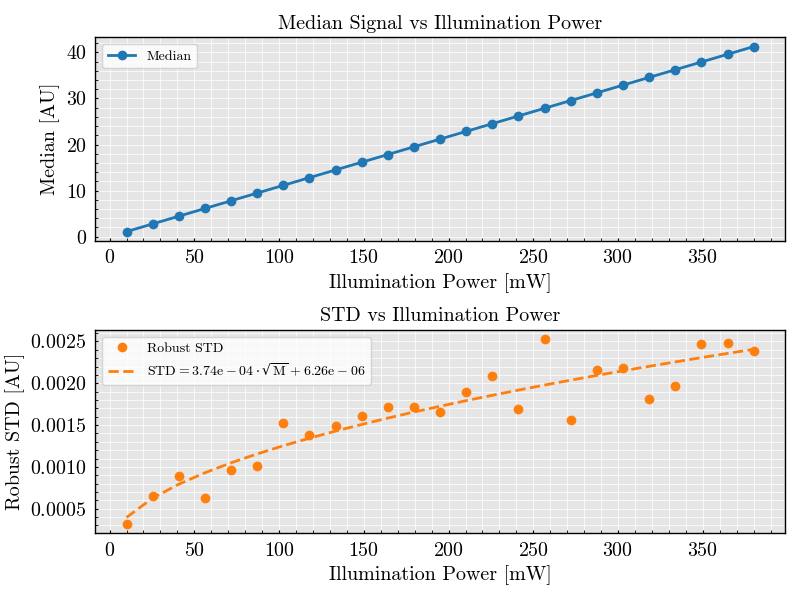 Median Signal vs Illumination Power
Median [AU]
40
30
20
10
0
Median
0 50 100 150 200 250 300 350
Illumination Power [mW]
STD vs Illumination Power
Robust STD [AU]
0.0025
0.0020
0.0015
0.0010
0.0005
Robust STD
STD = 3.74e − 04 · √M + 6.26e − 06
0 50 100 150 200 250 300 350
Illumination Power [mW]